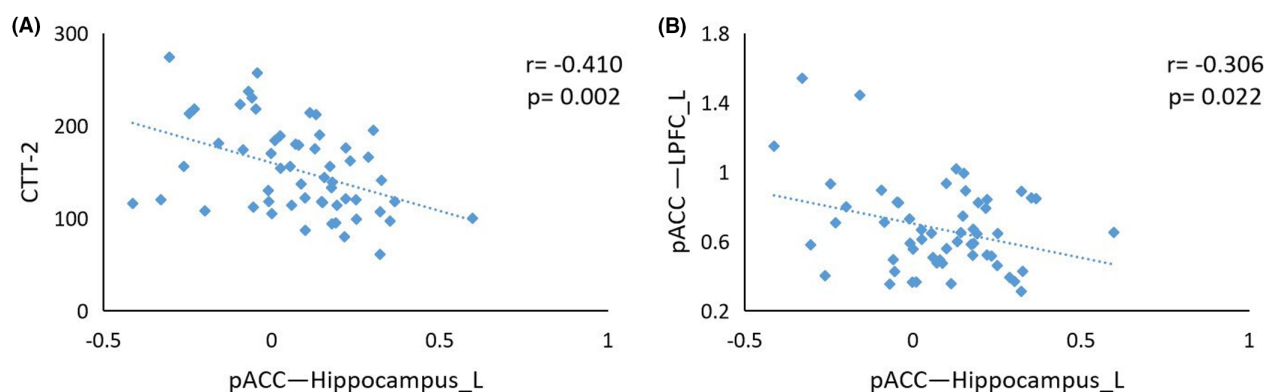 (A)
300
200
100
0
CTT-2
-0.5
0
0.5
1
pACC—Hippocampus_L
r= -0.410
p= 0.002
(B)
1.8
1.4
1
0.6
0.2
pACC —LPFC_L
-0.5
0
0.5
1
pACC—Hippocampus_L
r= -0.306
p= 0.022